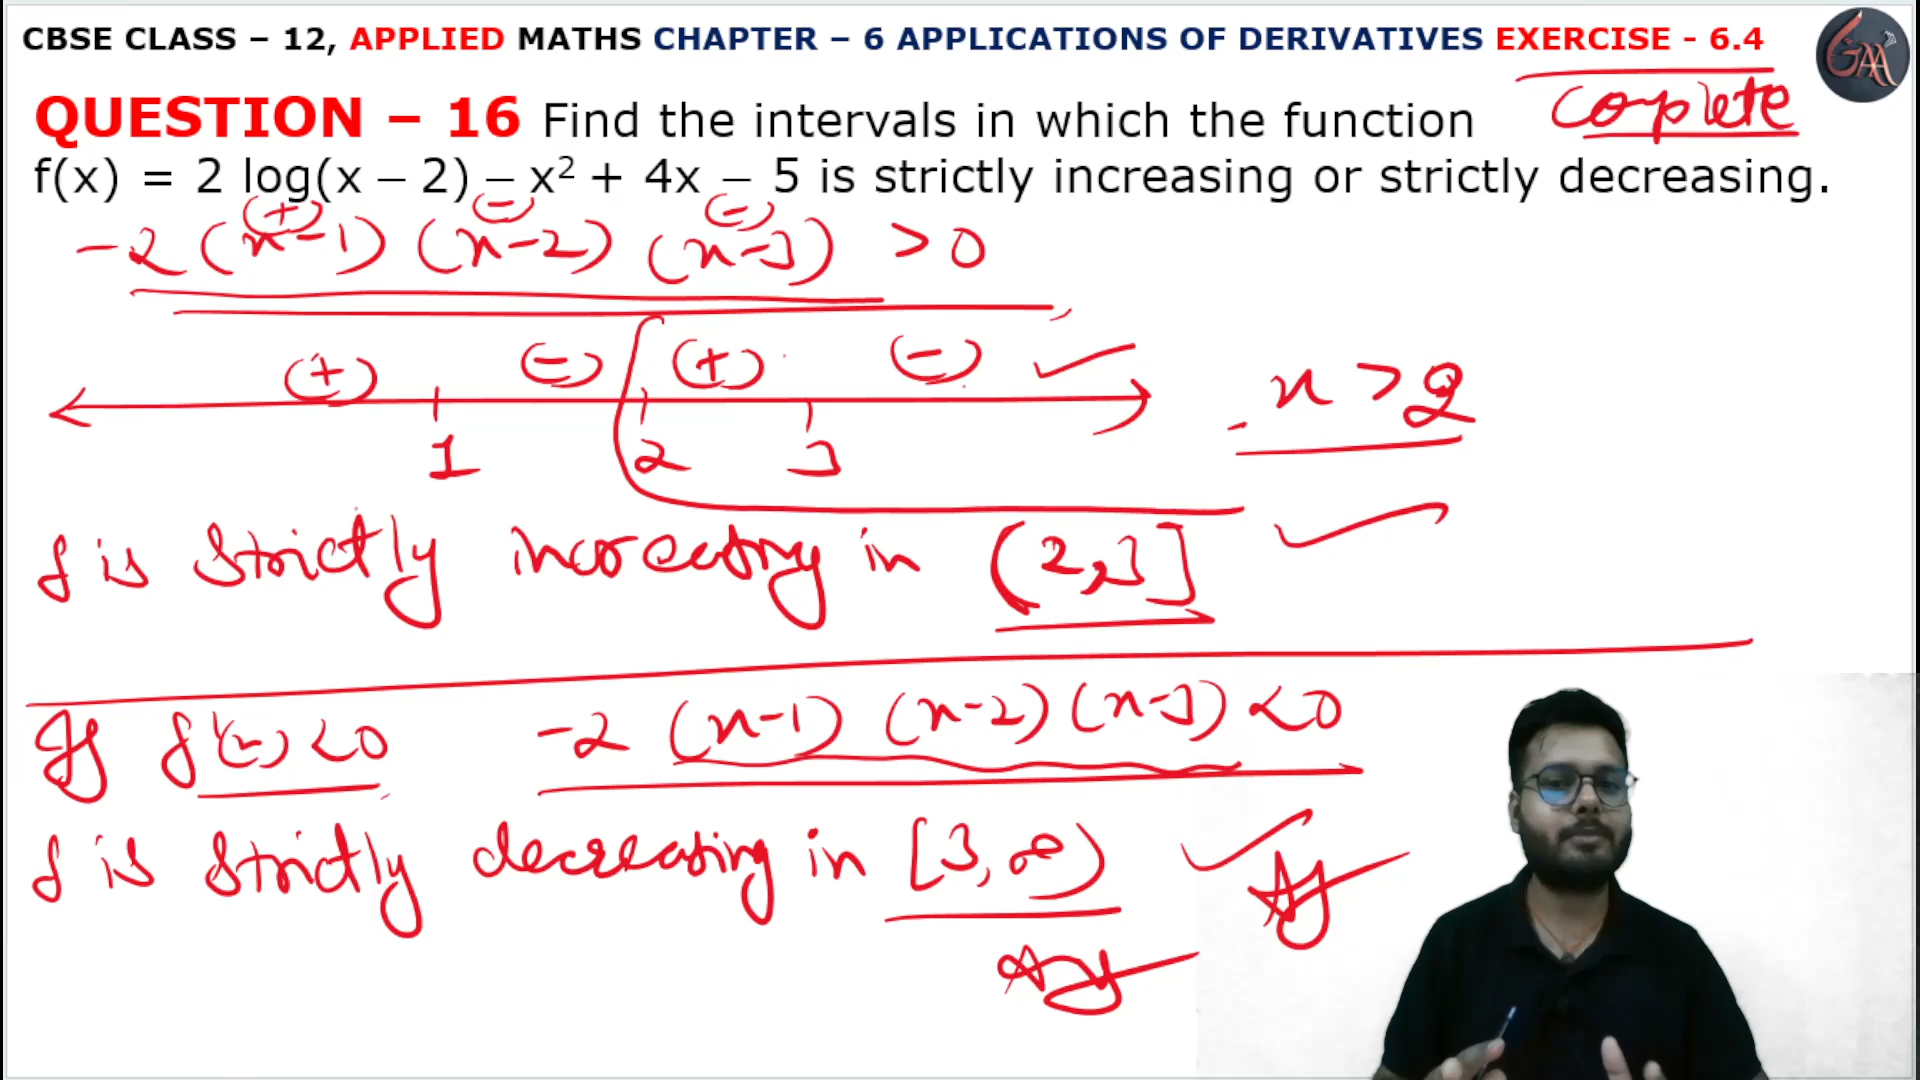 CBSE CLASS – 12, APPLIED MATHS CHAPTER – 6 APPLICATIONS OF DERIVATIVES EXERCISE - 6.4
Coplete
QUESTION – 16 Find the intervals in which the function
f(x) = 2 log(x – 2) – x² + 4x – 5 is strictly increasing or strictly decreasing.
(+) (–) (–)
-2 (x-1) (x-2) (x-3) > 0
(+) (–) (+) (–)
x > 2
1 2 3
f is strictly increasing in (2,3]
If f'(x) < 0 -2 (x-1) (x-2) (x-3) < 0
f is strictly decreasing in [3, ∞)